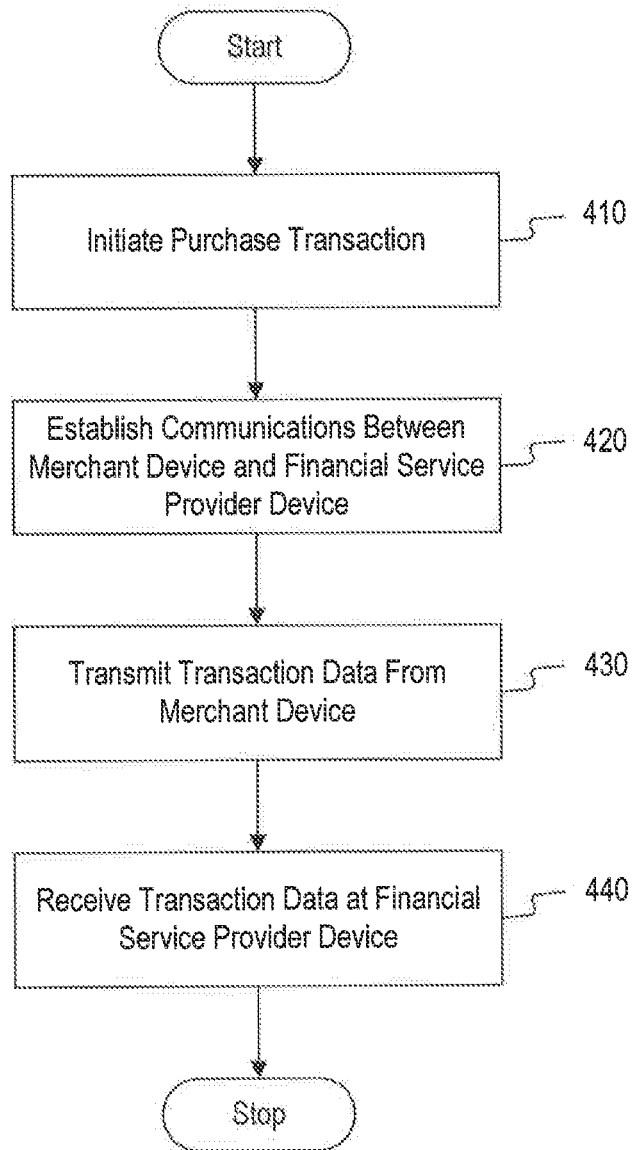 Start
Initiate Purchase Transaction
410
Establish Communications Between
Merchant Device and Financial Service
Provider Device
420
Transmit Transaction Data From
Merchant Device
430
Receive Transaction Data at Financial
Service Provider Device
440
Stop